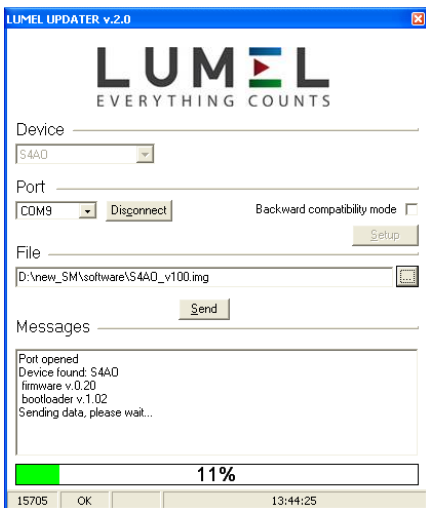 LUMEL UPDATER v.2.0
LUMEL
EVERYTHING COUNTS
Device
S4AO
Port
COM9 Disconnect Backward compatibility mode
Setup
File
D:\new_SM\software\S4AO_v100.img ...
Send
Messages
Port opened
Device found: S4AO
firmware v.0.20
bootloader v.1.02
Sending data, please wait...
11%
15705 OK 13:44:25